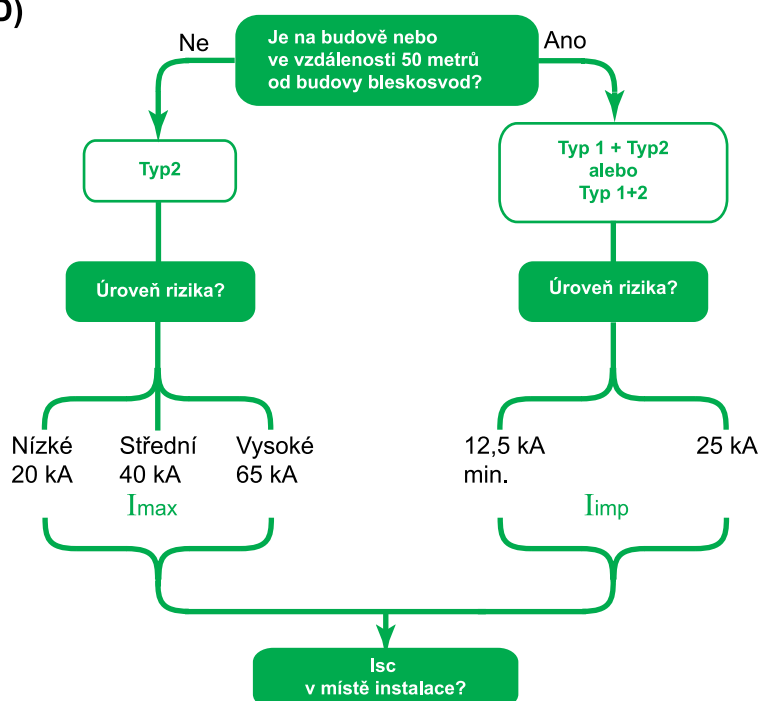 D)
Je na budově nebo
ve vzdálenosti 50 metrů
od budovy bleskosvod?
Ne
Ano
Typ2
Typ 1 + Typ2
alebo
Typ 1+2
Úroveň rizika?
Úroveň rizika?
Nízké
20 kA
Střední
40 kA
Vysoké
65 kA
Imax
12,5 kA
min.
25 kA
Iimp
Isc
v místě instalace?